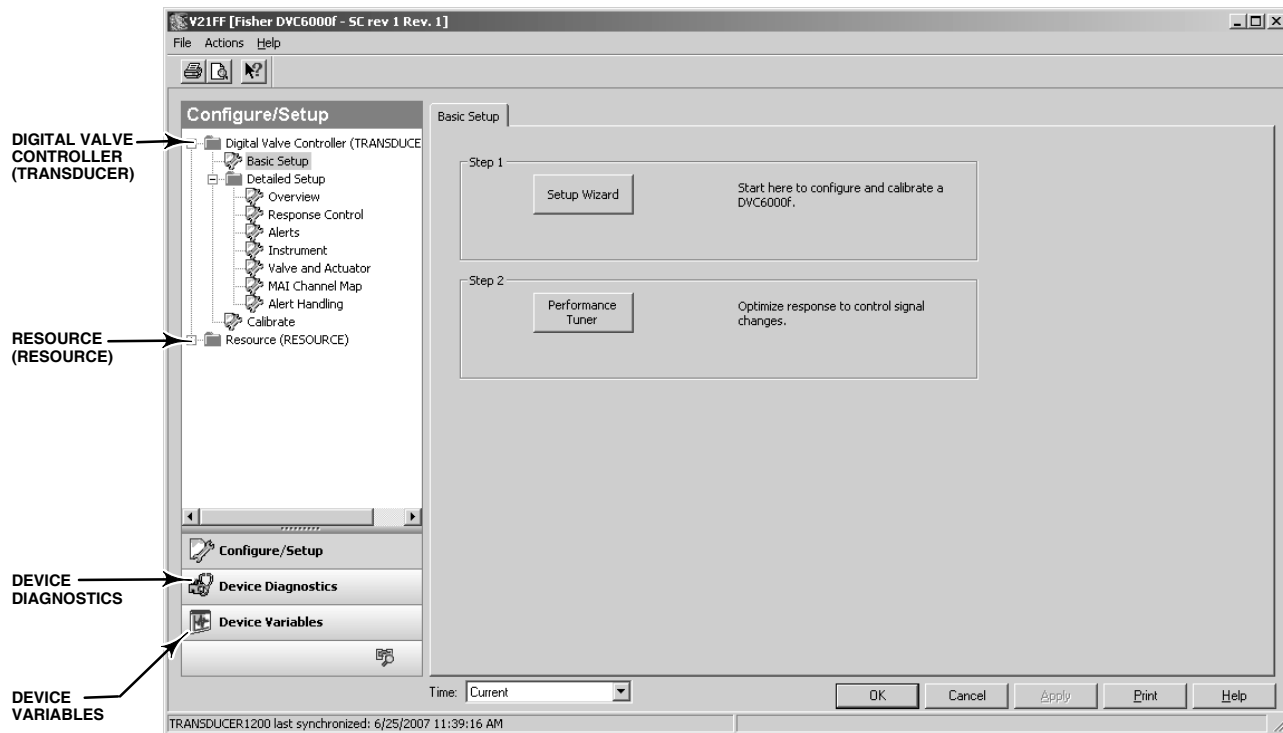 V21FF [Fisher DVC6000f - SC rev 1 Rev. 1]
File Actions Help
Configure/Setup
Digital Valve Controller (TRANSDUCE
Basic Setup
Detailed Setup
Overview
Response Control
Alerts
Instrument
Valve and Actuator
MAI Channel Map
Alert Handling
Calibrate
Resource (RESOURCE)
Configure/Setup
Device Diagnostics
Device Variables
Basic Setup
Step 1
Setup Wizard
Start here to configure and calibrate a
DVC6000f.
Step 2
Performance
Tuner
Optimize response to control signal
changes.
Time: Current
OK Cancel Apply Print Help
TRANSDUCER1200 last synchronized: 6/25/2007 11:39:16 AM
DIGITAL VALVE
CONTROLLER
(TRANSDUCER)
RESOURCE
(RESOURCE)
DEVICE
DIAGNOSTICS
DEVICE
VARIABLES